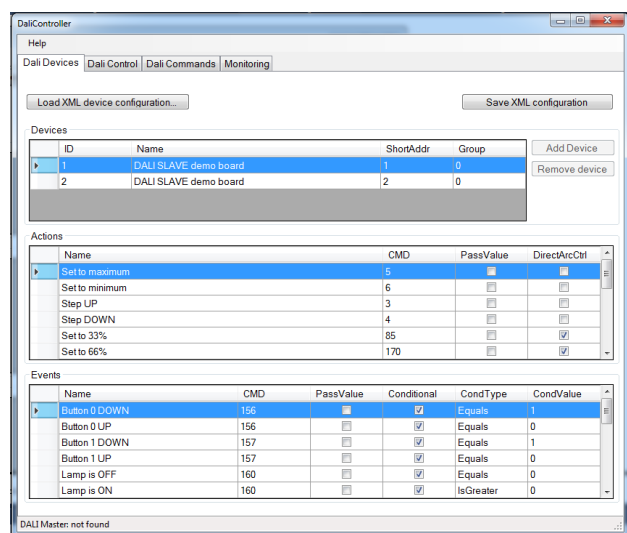 DaliController
Help
Dali Devices Dali Control Dali Commands Monitoring
Load XML device configuration... Save XML configuration
Devices
ID Name ShortAddr Group Add Device
1 DALI SLAVE demo board 1 0 Remove device
2 DALI SLAVE demo board 2 0
Actions
Name CMD PassValue DirectArcCtrl
Set to maximum 5
Set to minimum 6
Step UP 3
Step DOWN 4
Set to 33% 85
Set to 66% 170
Events
Name CMD PassValue Conditional CondType CondValue
Button 0 DOWN 156 Equals 1
Button 0 UP 156 Equals 0
Button 1 DOWN 157 Equals 1
Button 1 UP 157 Equals 0
Lamp is OFF 160 Equals 0
Lamp is ON 160 IsGreater 0
DALI Master: not found